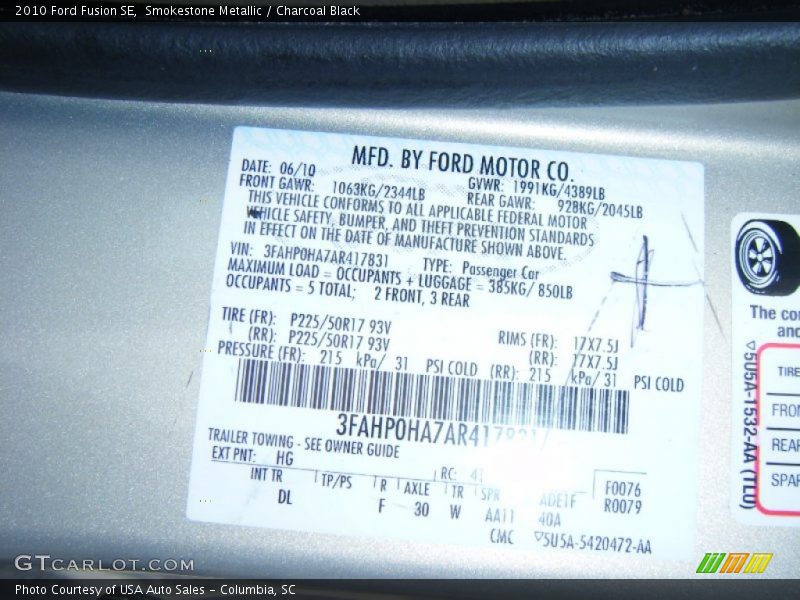 2010 Ford Fusion SE, Smokestone Metallic / Charcoal Black
MFD. BY FORD MOTOR CO.
DATE: 06/10 GVWR: 1991KG/4389LB
FRONT GAWR: 1063KG/2344LB REAR GAWR: 928KG/2045LB
THIS VEHICLE CONFORMS TO ALL APPLICABLE FEDERAL MOTOR
VEHICLE SAFETY, BUMPER, AND THEFT PREVENTION STANDARDS
IN EFFECT ON THE DATE OF MANUFACTURE SHOWN ABOVE.
VIN: 3FAHP0HA7AR417831 TYPE: Passenger Car
MAXIMUM LOAD = OCCUPANTS + LUGGAGE = 385KG/ 850LB
OCCUPANTS = 5 TOTAL; 2 FRONT, 3 REAR
TIRE (FR): P225/50R17 93V RIMS (FR): 17X7.5J
(RR): P225/50R17 93V (RR): 17X7.5J
PRESSURE (FR): 215 kPa/ 31 PSI COLD (RR): 215 kPa/ 31 PSI COLD
3FAHP0HA7AR417831
TRAILER TOWING - SEE OWNER GUIDE
EXT PNT: HG RC: 41 F0076
INT TR TP/PS R AXLE TR SPR R0079
DL F 30 W AA11 40A
CMC ▽5U5A-5420472-AA
The
and
▽5U5A-1532-AA (TL0)
TIRE
REAR
GTCARLOT.COM
Photo Courtesy of USA Auto Sales - Columbia, SC